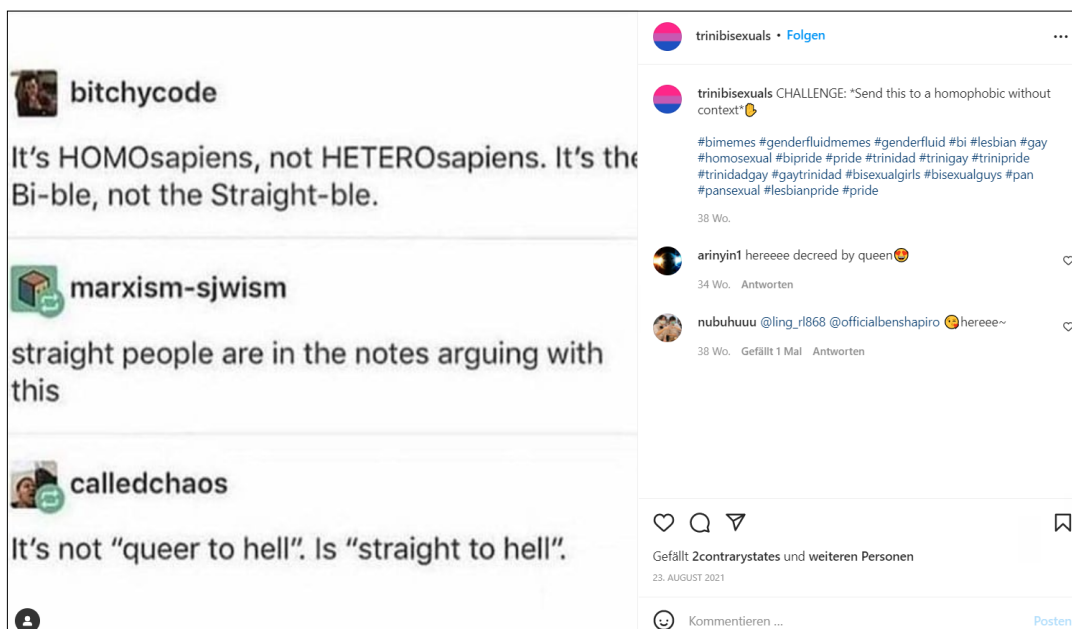 bitchycode
It's HOMOsapiens, not HETEROsapiens. It's the
Bi-ble, not the Straight-ble.
marxism-sjwism
straight people are in the notes arguing with
this
calledchaos
It's not “queer to hell”. Is “straight to hell”.
trinibisexuals • Folgen
trinibisexuals CHALLENGE: *Send this to a homophobic without
context*✋
#bimemes #genderfluidmemes #genderfluid #bi #lesbian #gay
#homosexual #bipride #pride #trinidad #trinigay #trinipride
#trinidadgay #gaytrinidad #bisexualgirls #bisexualguys #pan
#pansexual #lesbianpride #pride
38 Wo.
arinyin1 hereeee decreed by queen😍
34 Wo. Antworten
nubuhuuu @ling_rl868 @officialbenshapiro 😘hereee~
38 Wo. Gefällt 1 Mal Antworten
Gefällt 2contrarystates und weiteren Personen
23. AUGUST 2021
Kommentieren ... Posten